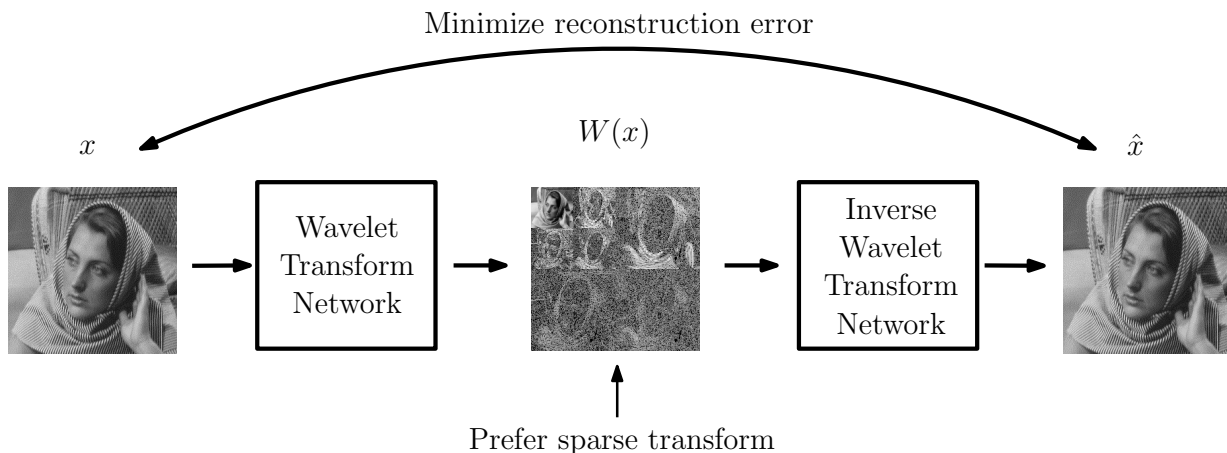 Minimize reconstruction error
x
W(x)
x̂
Wavelet
Transform
Network
Inverse
Wavelet
Transform
Network
Prefer sparse transform